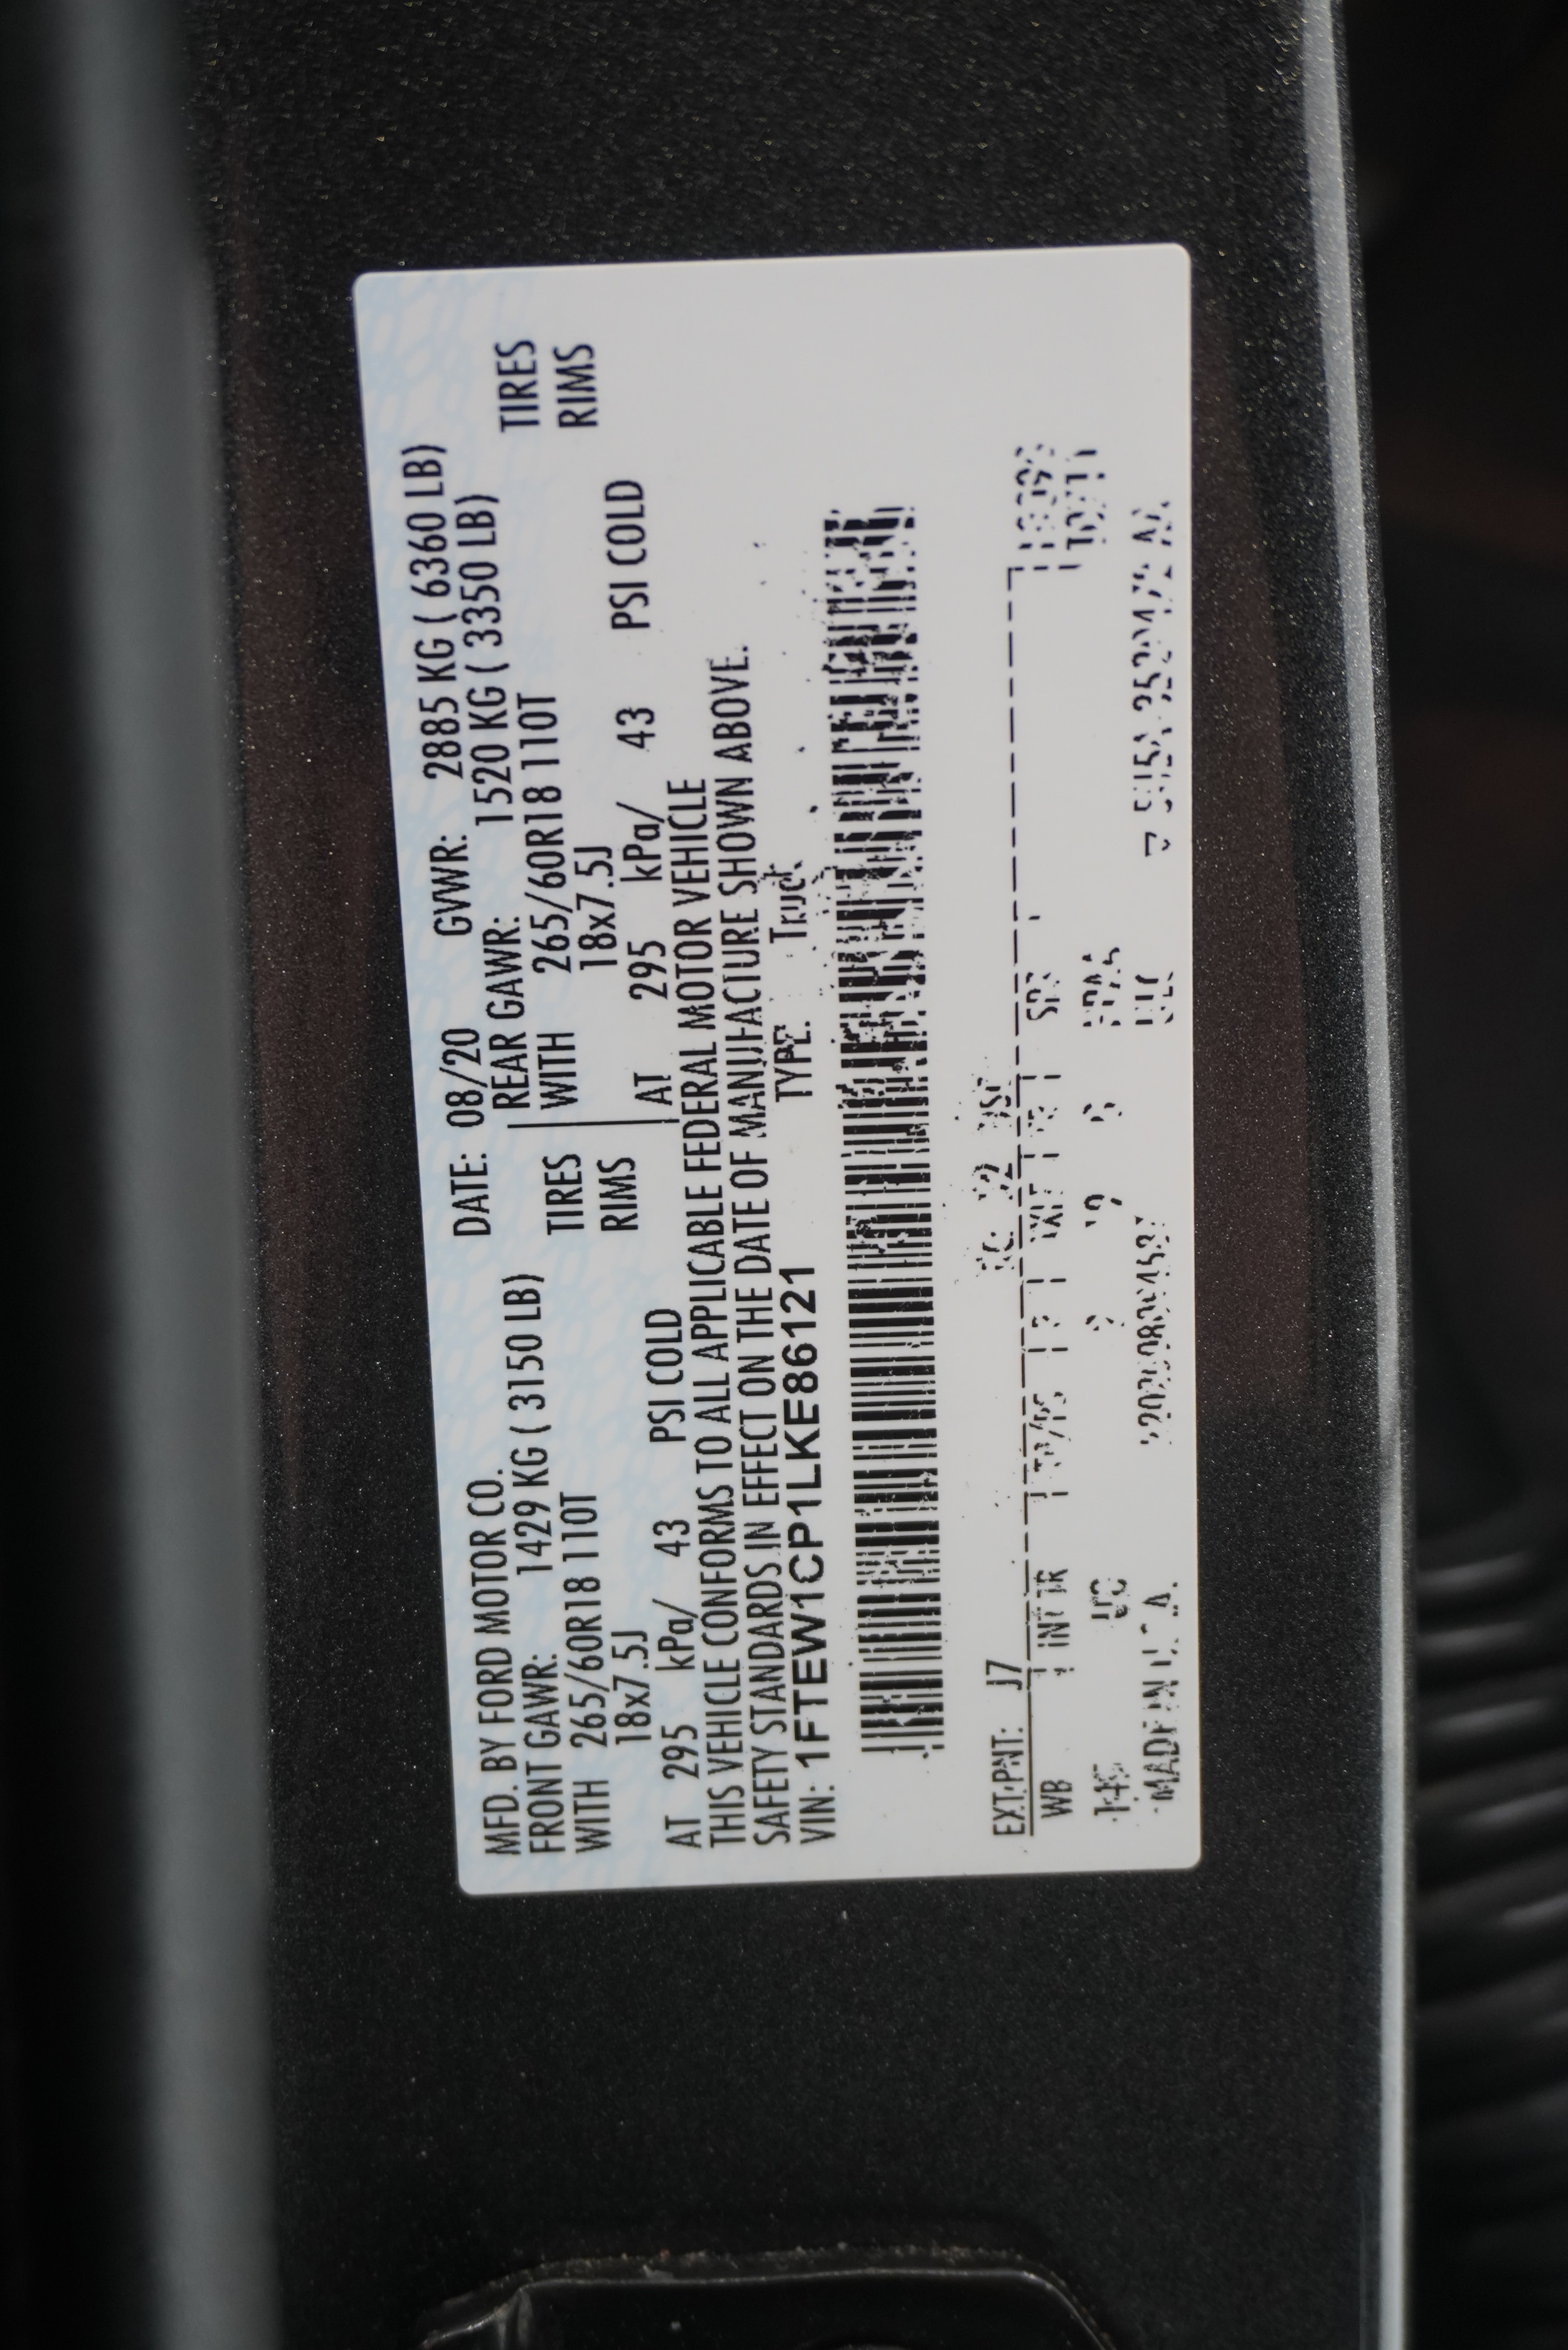 MFD. BY FORD MOTOR CO. DATE: 08/20 GVWR: 2885 KG ( 6360 LB)
FRONT GAWR: 1429 KG ( 3150 LB) REAR GAWR: 1520 KG ( 3350 LB)
WITH 265/60R18 110T TIRES WITH 265/60R18 110T TIRES
18x7.5J RIMS 18x7.5J RIMS
AT 295 kPa/ 43 PSI COLD AT 295 kPa/ 43 PSI COLD
THIS VEHICLE CONFORMS TO ALL APPLICABLE FEDERAL MOTOR VEHICLE
SAFETY STANDARDS IN EFFECT ON THE DATE OF MANUFACTURE SHOWN ABOVE.
VIN: 1FTEW1CP1LKE86121 TYPE: Truck
EXT PNT: J7
WB INT TR
MADE IN